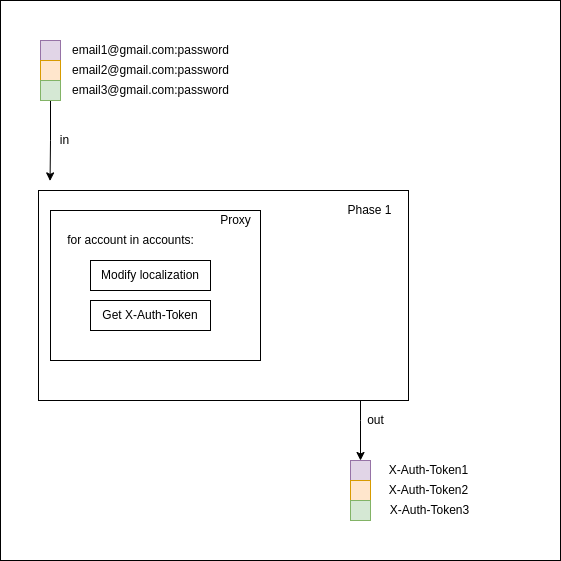 email1@gmail.com:password
email2@gmail.com:password
email3@gmail.com:password
in
Phase 1
Proxy
for account in accounts:
Modify localization
Get X-Auth-Token
out
X-Auth-Token1
X-Auth-Token2
X-Auth-Token3